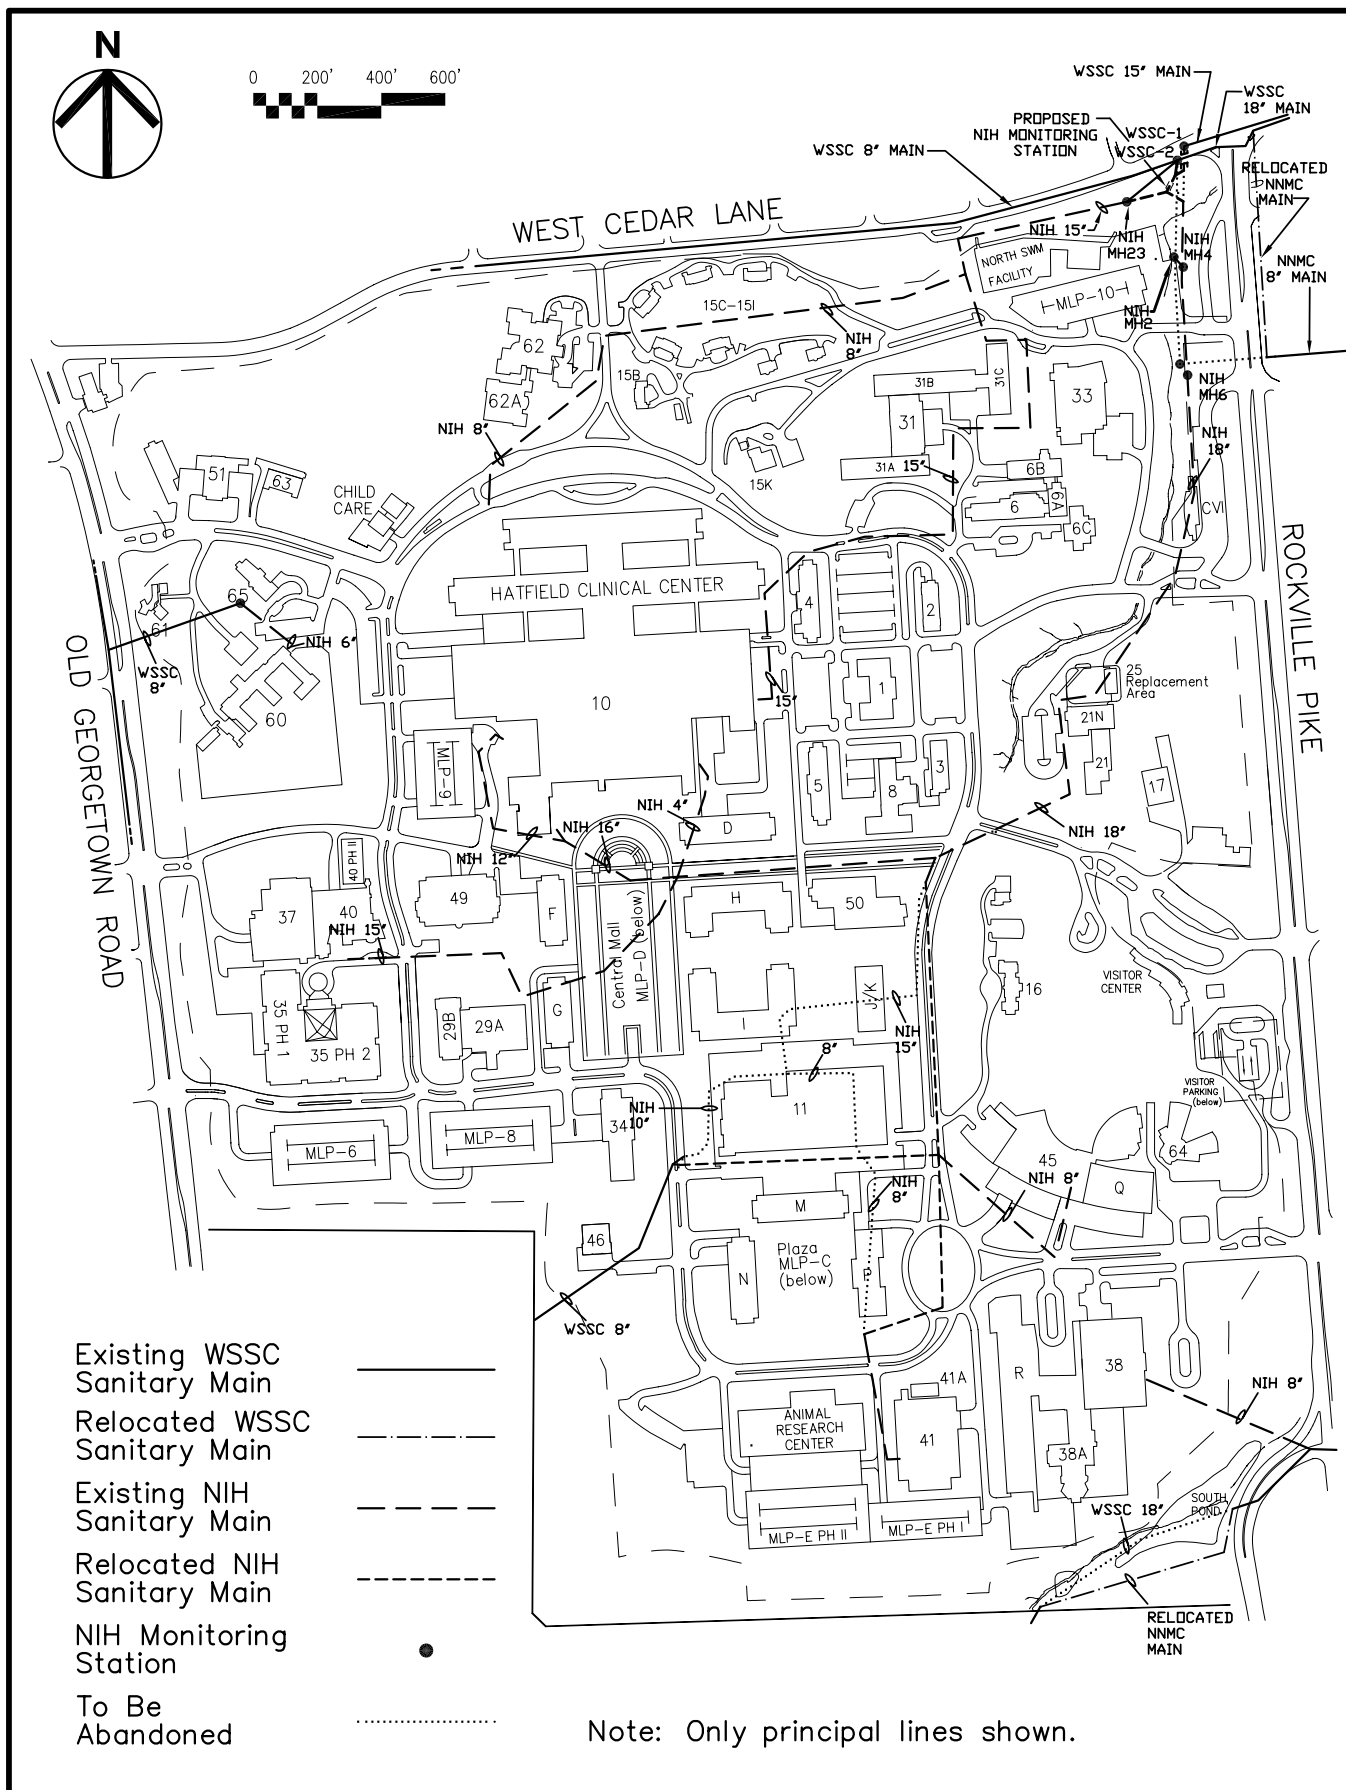 N
0 200' 400' 600'
WSSC 15" MAIN
WSSC
18" MAIN
PROPOSED
NIH MONITORING
STATION
WSSC-1
WSSC-2
WSSC 8" MAIN
RELOCATED
NNMC
MAIN
WEST CEDAR LANE
NIH 15"
NIH
MH23
NIH
MH4
NNMC
8" MAIN
NORTH SWM
FACILITY
MLP-10
NIH
MH2
15C-15I
NIH
8"
62
62A
15B
31B
31C
33
NIH
MH6
31
NIH 8"
NIH
18"
31A
15"
6B
15K
51
63
CHILD
CARE
6
6A
6C
CVI
ROCKVILLE PIKE
HATFIELD CLINICAL CENTER
65
61
4
2
NIH 6"
WSSC
8"
OLD GEORGETOWN ROAD
60
10
1
15"
25
Replacement
Area
21N
21
17
MLP-9
5
8
3
NIH 4"
D
NIH 16"
NIH 12"
NIH 18"
40 PH II
49
F
H
50
37
40
NIH 15"
Central Mall
MLP-D (below)
VISITOR
CENTER
16
J/K
I
NIH
15"
35 PH 1
35 PH 2
29B
29A
G
8"
VISITOR
PARKING
(below)
NIH
10"
11
34
MLP-6
MLP-8
45
64
NIH 8"
Q
NIH
8"
M
46
Plaza
MLP-C
(below)
N
P
WSSC 8"
Existing WSSC
Sanitary Main
Relocated WSSC
Sanitary Main
Existing NIH
Sanitary Main
Relocated NIH
Sanitary Main
NIH Monitoring
Station
To Be
Abandoned
R
38
NIH 8"
41A
ANIMAL
RESEARCH
CENTER
41
38A
SOUTH
POND
WSSC 18"
MLP-E PH II
MLP-E PH I
RELOCATED
NNMC
MAIN
Note: Only principal lines shown.